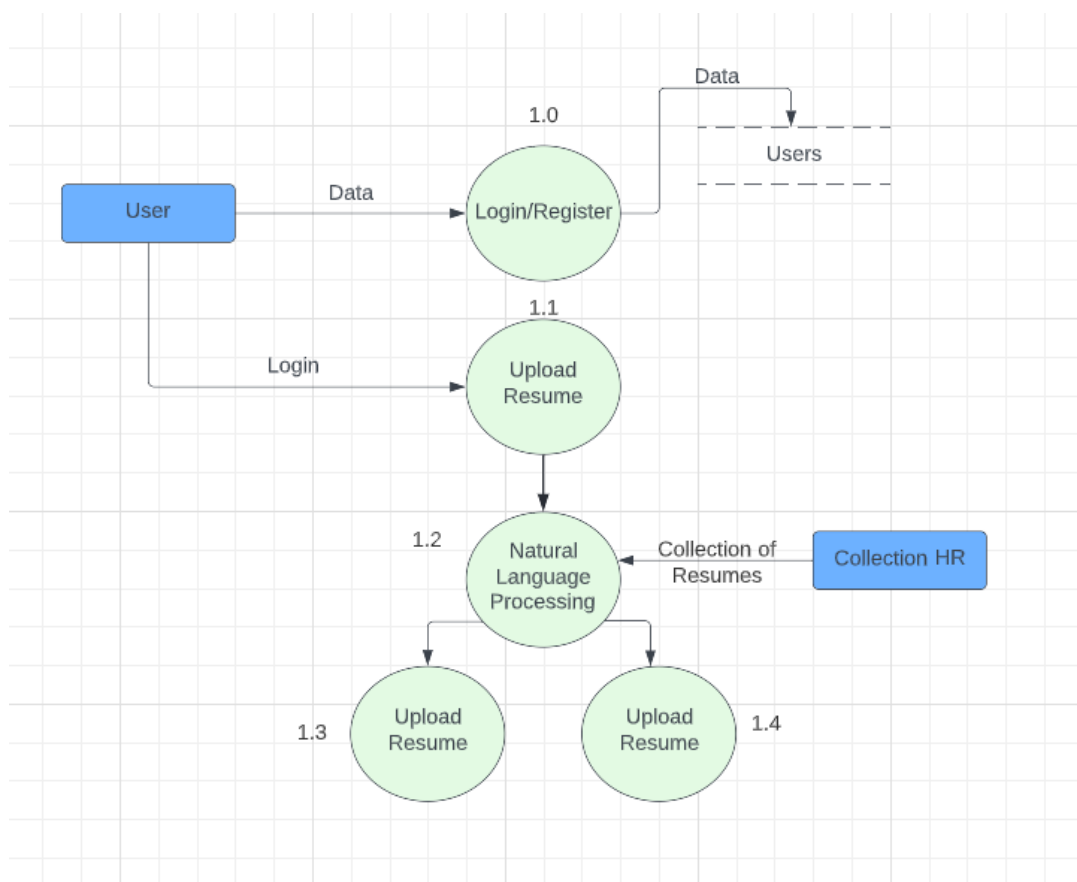 Data
1.0
Users
User
Data
Login/Register
1.1
Login
Upload
Resume
1.2
Natural
Language
Processing
Collection of
Resumes
Collection HR
1.3
Upload
Resume
Upload
Resume
1.4